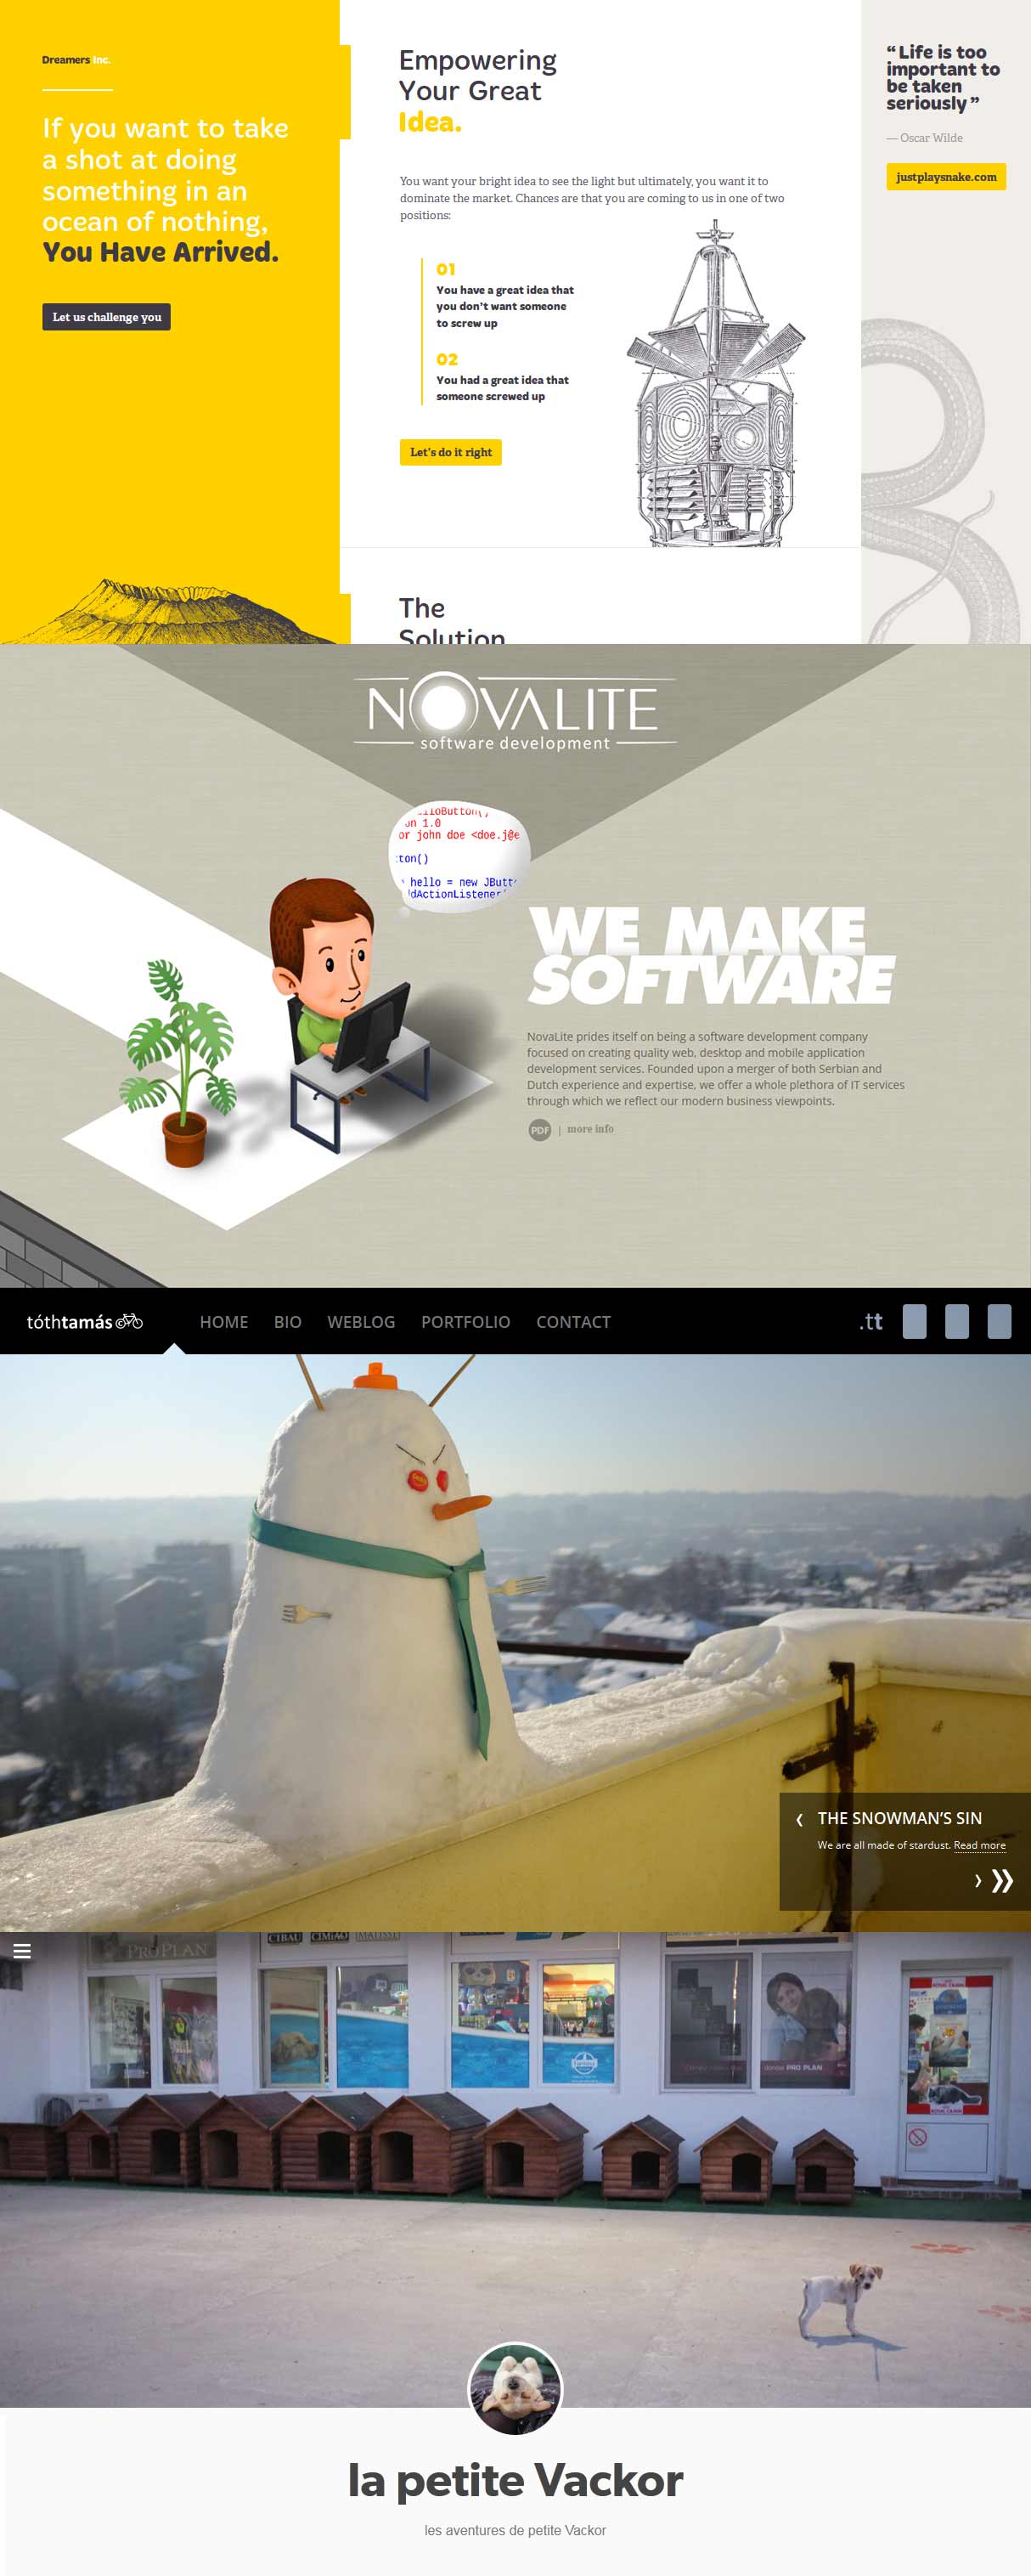 Dreamers Inc.
If you want to take
a shot at doing
something in an
ocean of nothing,
You Have Arrived.
Let us challenge you
Empowering
Your Great
Idea.
You want your bright idea to see the light but ultimately, you want it to
dominate the market. Chances are that you are coming to us in one of two
positions:
01
You have a great idea that
you don’t want someone
to screw up
02
You had a great idea that
someone screwed up
Let’s do it right
The
Solution
“ Life is too
important to
be taken
seriously ”
— Oscar Wilde
justplaysnake.com
NOVALITE
software development
on 1.0
or john doe <doe.j@e
ton()
hello = new JButt
dActionListener
WE MAKE
SOFTWARE
NovaLite prides itself on being a software development company
focused on creating quality web, desktop and mobile application
development services. Founded upon a merger of both Serbian and
Dutch experience and expertise, we offer a whole plethora of IT services
through which we reflect our modern business viewpoints.
PDF | more info
tóthtamás
HOME BIO WEBLOG PORTFOLIO CONTACT
.tt
THE SNOWMAN’S SIN
We are all made of stardust. Read more
PRO PLAN
PRO PLAN
la petite Vackor
les aventures de petite Vackor